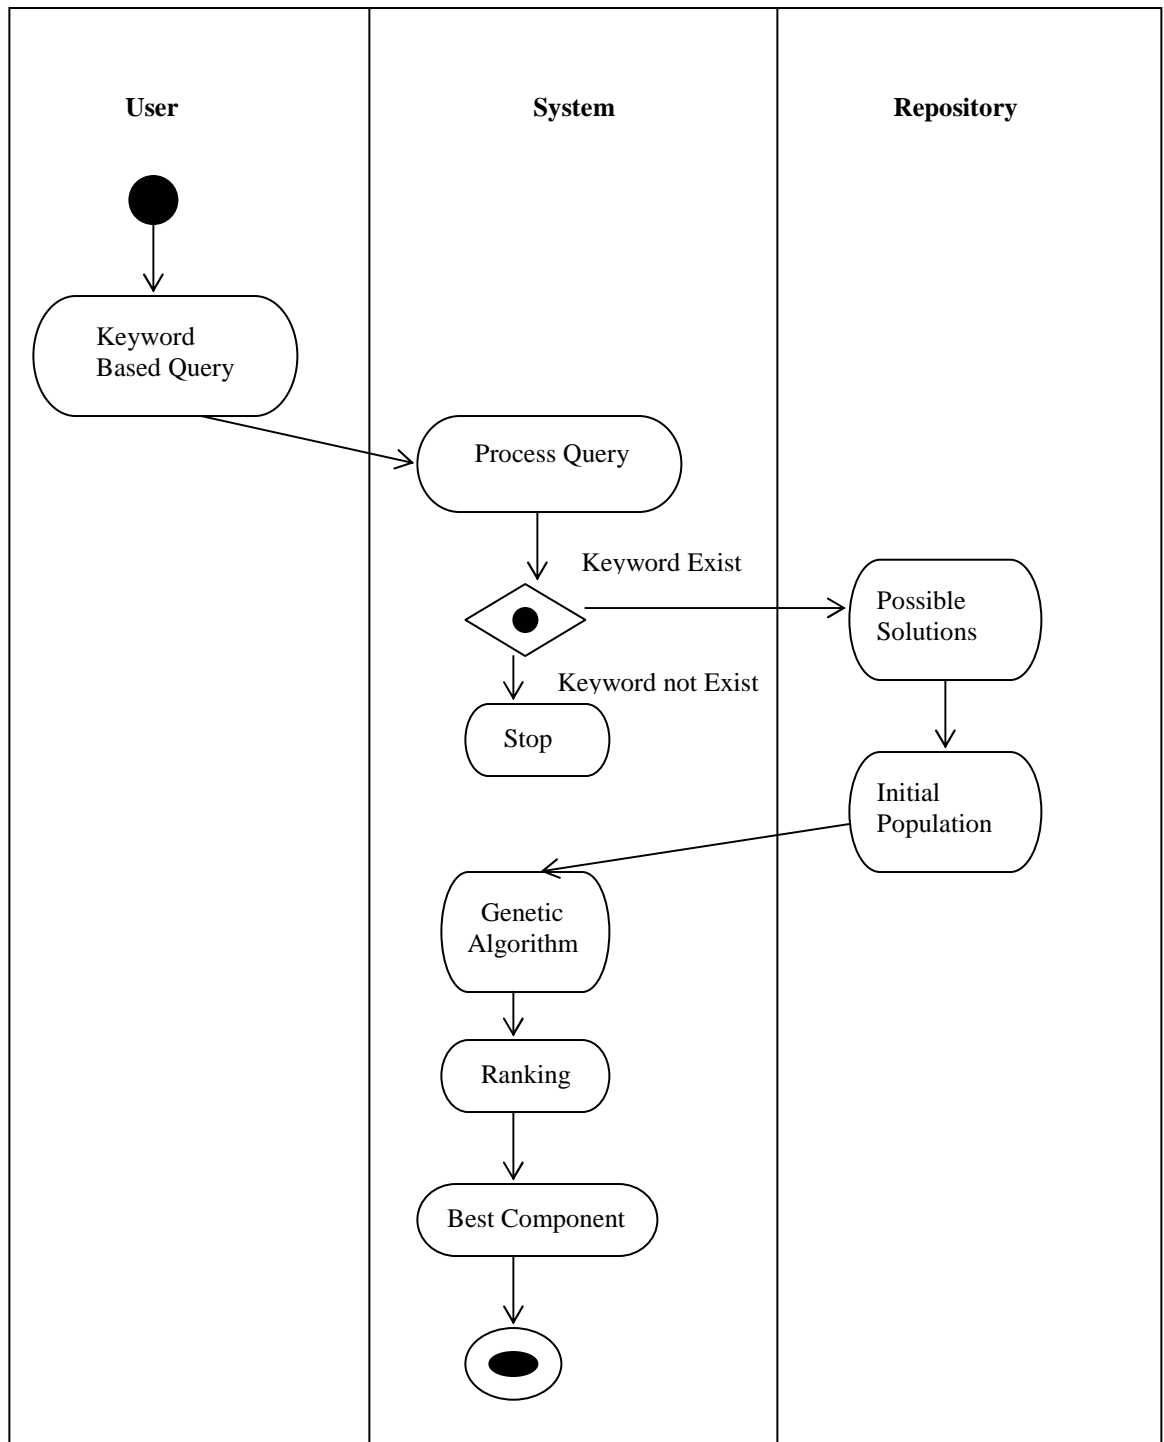 User
System
Repository
Keyword
Based Query
Process Query
Keyword Exist
Possible
Solutions
Keyword not Exist
Stop
Initial
Population
Genetic
Algorithm
Ranking
Best Component